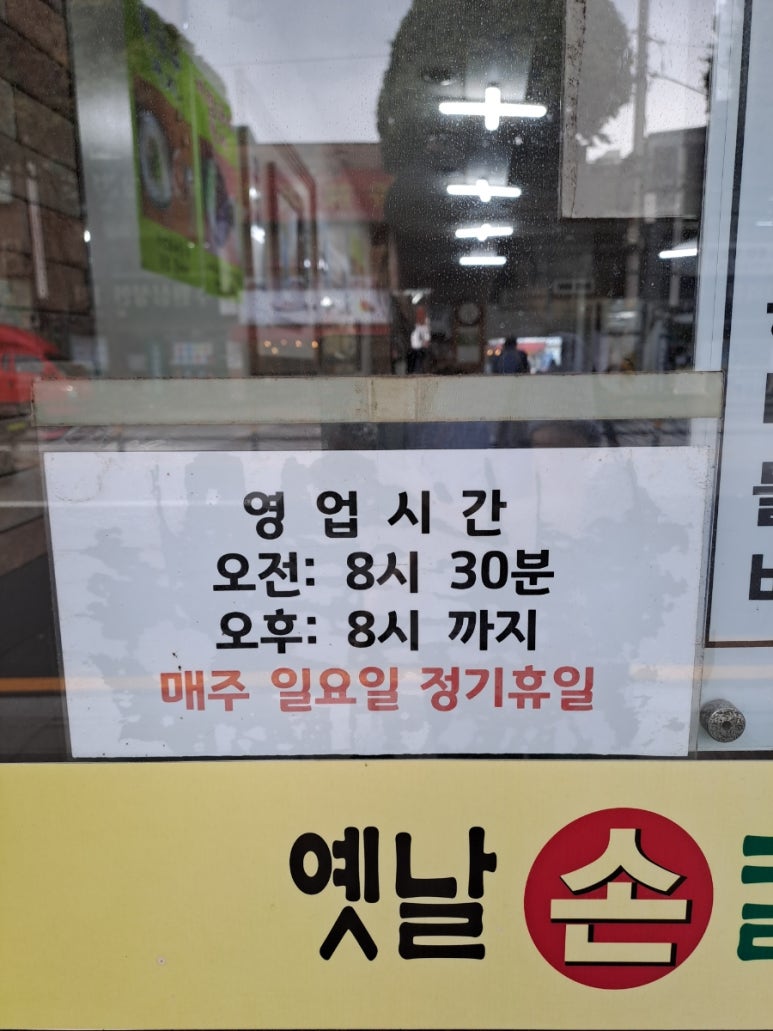 영업시간
오전: 8시 30분
오후: 8시 까지
매주 일요일 정기휴일
옛날 손